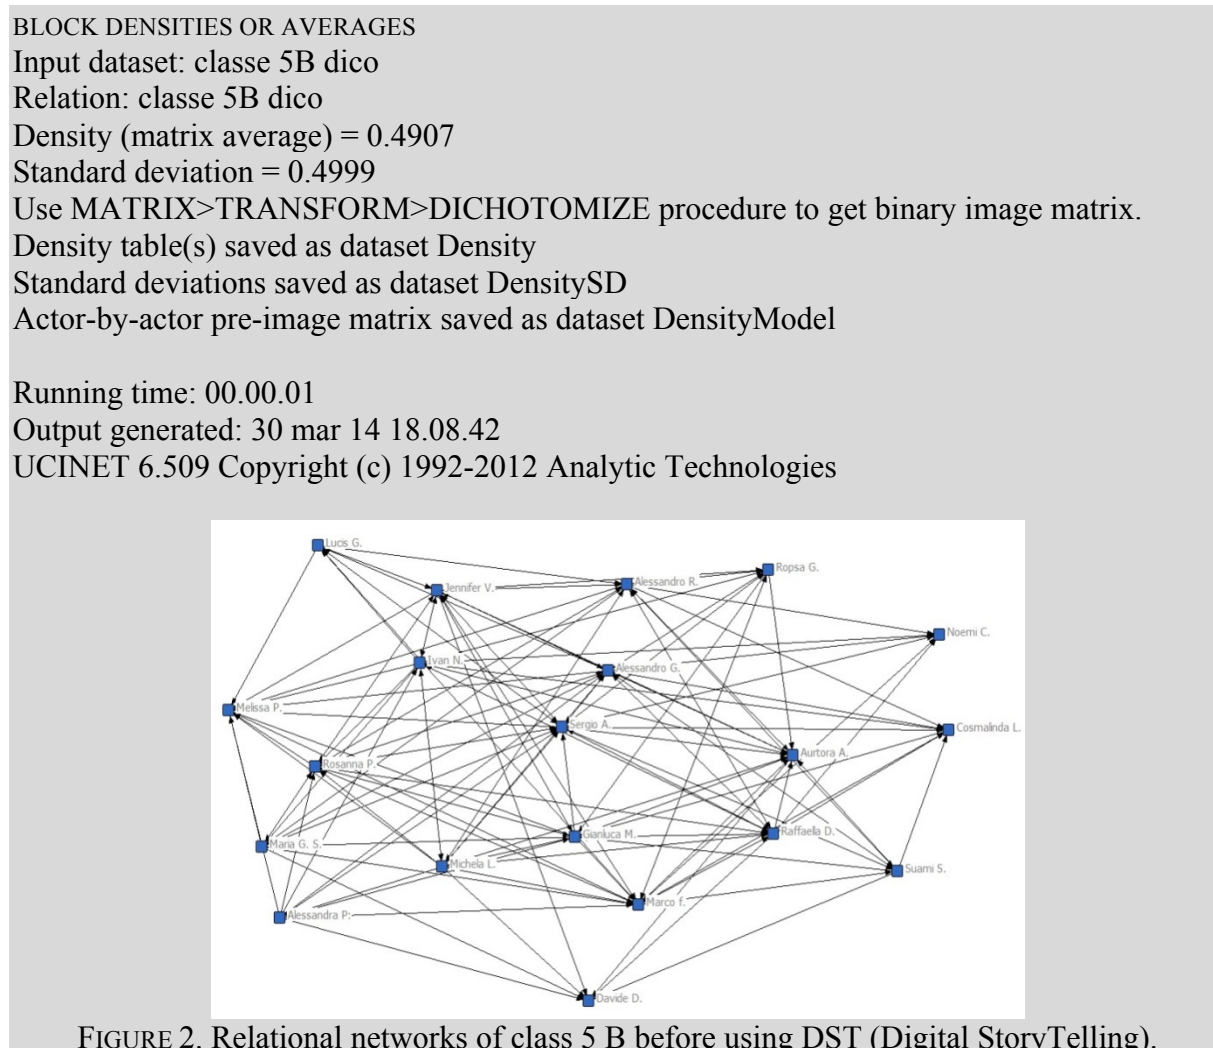 BLOCK DENSITIES OR AVERAGES
Input dataset: classe 5B dico
Relation: classe 5B dico
Density (matrix average) = 0.4907
Standard deviation = 0.4999
Use MATRIX>TRANSFORM>DICHOTOMIZE procedure to get binary image matrix.
Density table(s) saved as dataset Density
Standard deviations saved as dataset DensitySD
Actor-by-actor pre-image matrix saved as dataset DensityModel
Running time: 00.00.01
Output generated: 30 mar 14 18.08.42
UCINET 6.509 Copyright (c) 1992-2012 Analytic Technologies
Lucis G.
Ropsa G.
Jennifer V.
Alessandro R.
Noemi C.
Ivan N.
Alessandro G.
Melissa P.
Sergio A.
Cosmalinda L.
Aurtora A.
Rosanna P.
Raffaella D.
Gianluca M.
Maria G. S.
Michela L.
Suami S.
Marco f.
Alessandra P:
Davide D.
FIGURE 2. Relational networks of class 5 B before using DST (Digital StoryTelling).